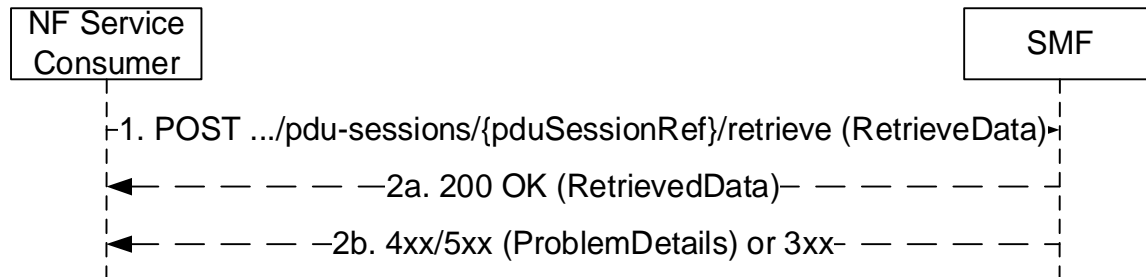 NF Service
Consumer
SMF
1. POST .../pdu-sessions/{pduSessionRef}/retrieve (RetrieveData)
2a. 200 OK (RetrievedData)
2b. 4xx/5xx (ProblemDetails) or 3xx